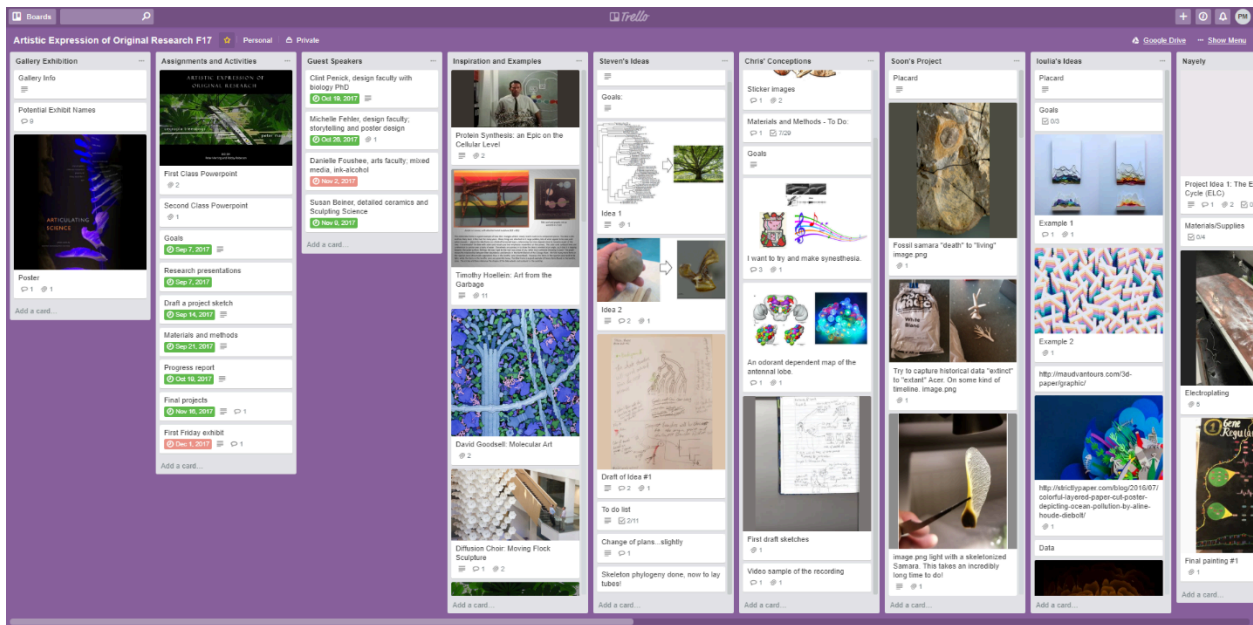 Boards
Trello
PM
Artistic Expression of Original Research F17
Personal
Private
Google Drive
Show Menu
Gallery Exhibition
Gallery Info
Potential Exhibit Names
9
ARTICULATING
SCIENCE
Poster
1 1
Add a card...
Assignments and Activities
ARTISTIC EXPRESSION OF
ORIGINAL RESEARCH
First Class Powerpoint
2
Second Class Powerpoint
1
Goals
Sep 7, 2017
Research presentations
Sep 7, 2017
Draft a project sketch
Sep 14, 2017
Materials and methods
Sep 21, 2017
Progress report
Oct 19, 2017
Final projects
Nov 16, 2017 1
First Friday exhibit
Dec 1, 2017 1
Add a card...
Guest Speakers
Clint Penick, design faculty with
biology PhD
Oct 19, 2017
Michelle Fehler, design faculty;
storytelling and poster design
Oct 26, 2017 1
Danielle Foushee, arts faculty; mixed
media, ink-alcohol
Nov 2, 2017
Susan Beiner, detailed ceramics and
Sculpting Science
Nov 8, 2017
Add a card...
Inspiration and Examples
Protein Synthesis: an Epic on the
Cellular Level
2
Timothy Hoellein: Art from the
Garbage
11
David Goodsell: Molecular Art
2
Diffusion Choir: Moving Flock
Sculpture
1 2
Add a card...
Steven's Ideas
Goals:
Idea 1
1
Idea 2
2 1
Draft of Idea #1
2 1
To do list
2/11
Change of plans...slightly
1
Skeleton phylogeny done, now to lay
tubes!
Add a card...
Chris' Conceptions
Sticker images
1 2
Materials and Methods - To Do:
1 7/29
Goals
I want to try and make synesthesia.
3 1
An odorant dependent map of the
antennal lobe.
1 1
First draft sketches
1
Video sample of the recording
1 1
Add a card...
Soon's Project
Placard
Fossil samara "death" to "living"
image.png
1
MAGIC
White
Try to capture historical data "extinct"
to "extant" Acer. On some kind of
timeline. image.png
1
image.png light with a skeletonized
Samara. This takes an incredibly
long time to do!
1
Add a card...
Ioulia's Ideas
Placard
Goals
0/0
Example 1
1 1
Example 2
1
http://maudvantours.com/3d-
paper/graphic/
http://strictlypaper.com/blog/2016/07/
colorful-layered-paper-cut-poster-
depicting-ocean-pollution-by-aline-
houde-diebolt/
1
Data
Add a card...
Nayely
Project Idea 1: The E
Cycle (ELC)
1 2
Materials/Supplies
0/4
Electroplating
Gene
Final painting #1
1
Add a card...